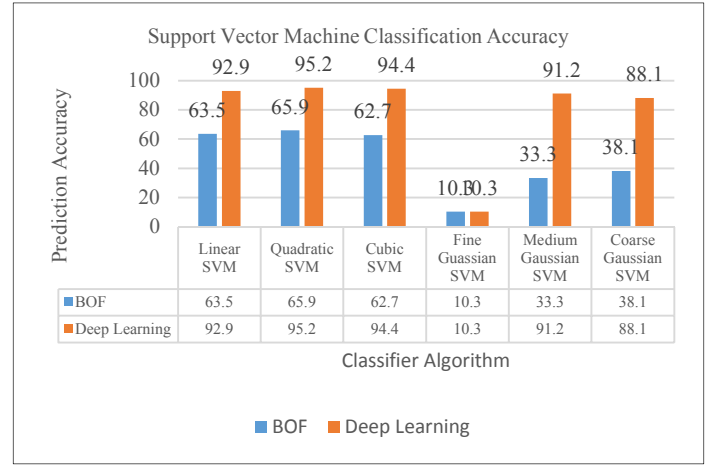 Support Vector Machine Classification Accuracy
Prediction Accuracy
100
80
60
40
20
0
63.5 92.9 65.9 95.2 62.7 94.4 10.3 10.3 33.3 91.2 38.1 88.1
Linear SVM
Quadratic SVM
Cubic SVM
Fine Guassian SVM
Medium Gaussian SVM
Coarse Gaussian SVM
BOF 63.5 65.9 62.7 10.3 33.3 38.1
Deep Learning 92.9 95.2 94.4 10.3 91.2 88.1
Classifier Algorithm
BOF Deep Learning